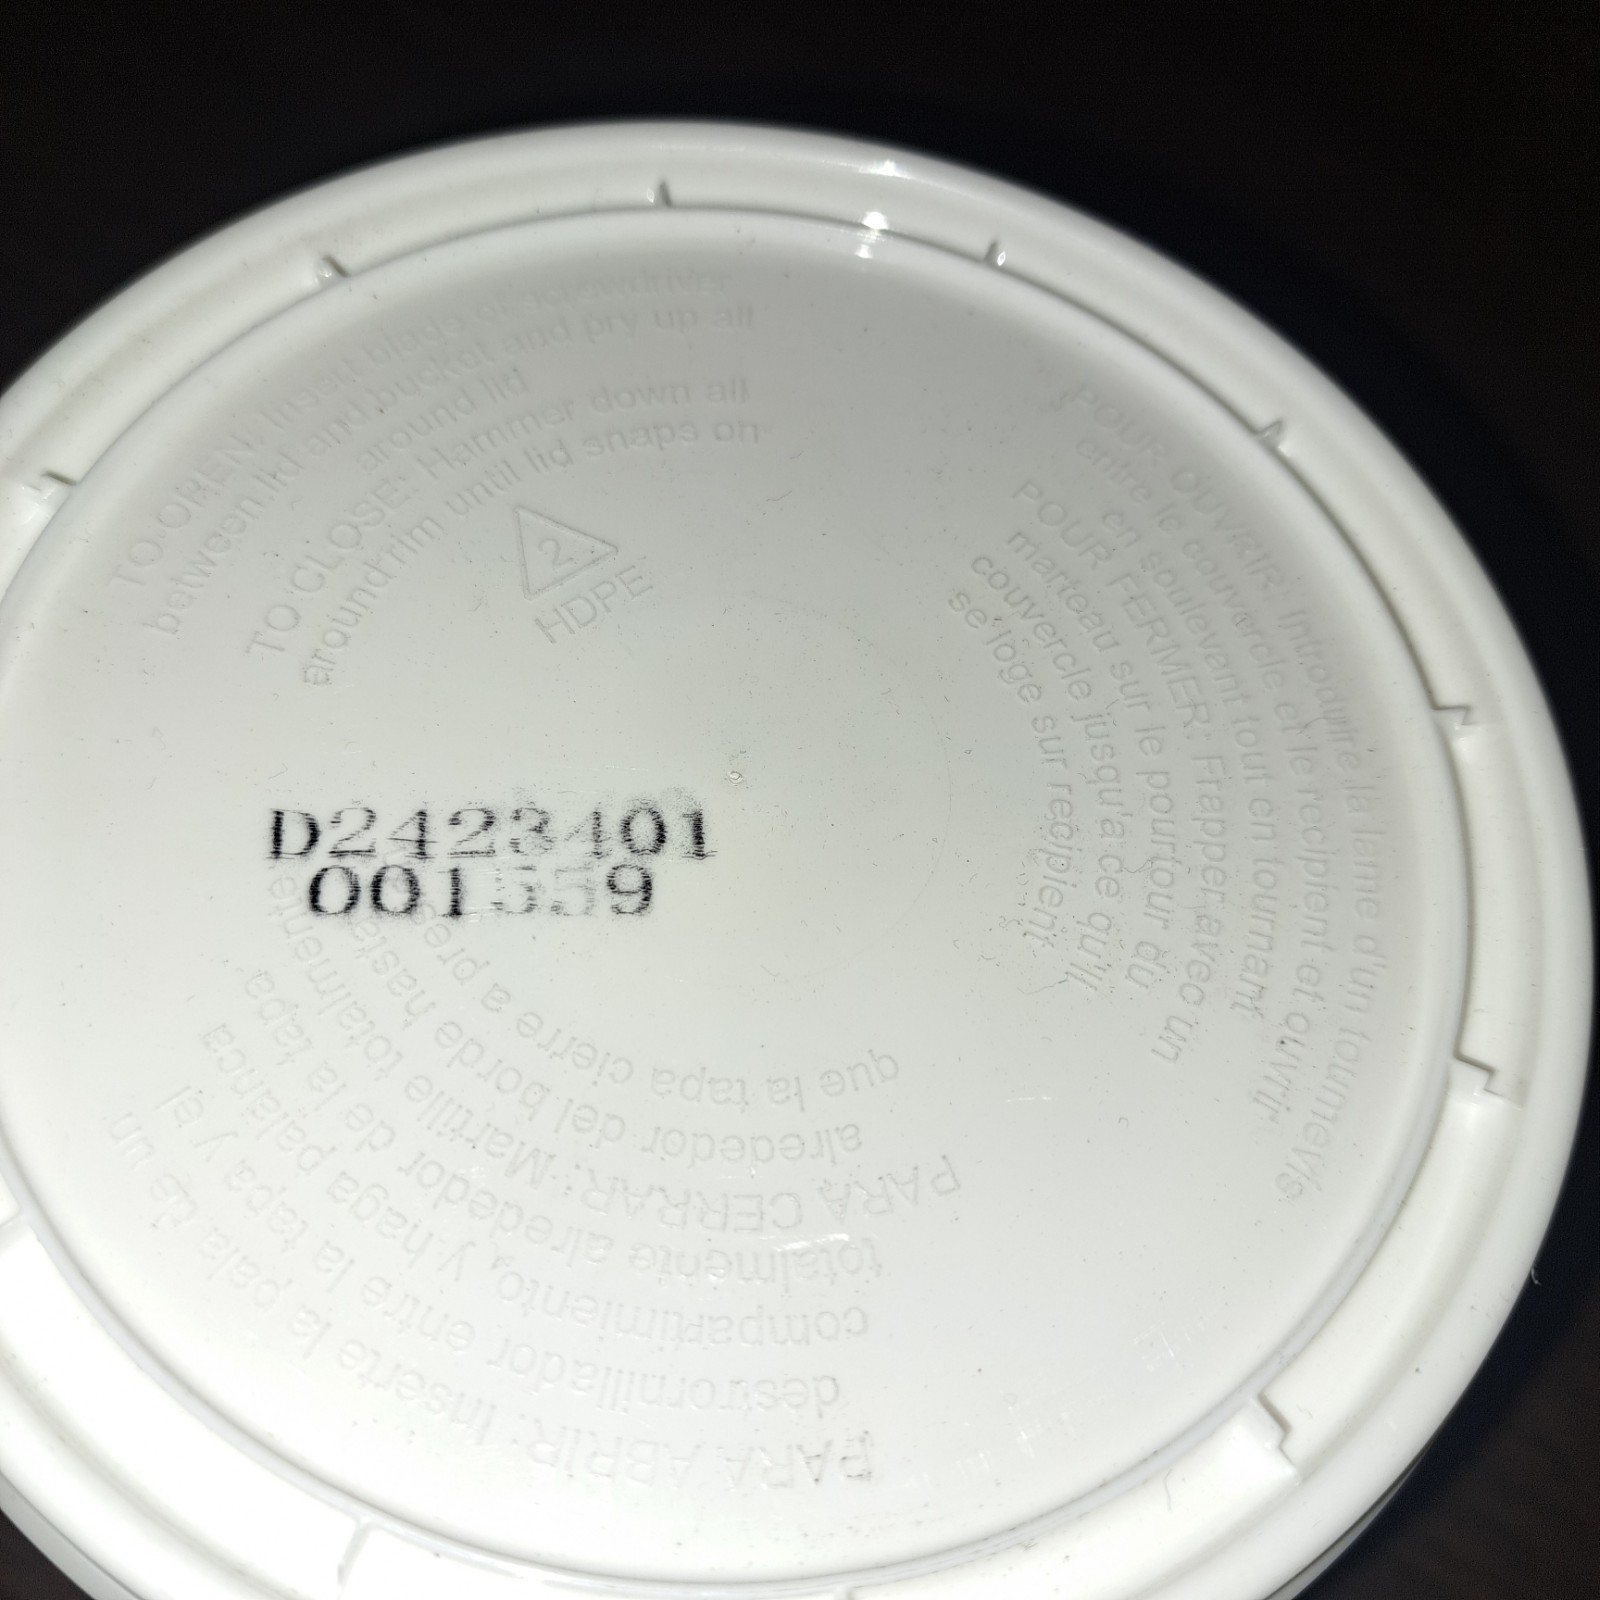 TO OPEN: Insert blade or screwdriver
between lid and bucket and pry up all
around lid
TO CLOSE: Hammer down all
around rim until lid snaps on
2
HDPE
POUR OUVRIR: Introduire la lame d'un tournevis
entre le couvercle et le recipient et ouvrir
en soulevant tout en tournant
POUR FERMER: Frapper avec un
marteau sur le pourtour du
couvercle jusqu'a ce qu'il
se loge sur recipient
D2423401
001559
PARA ABRIR: Inserte la pala de un
destornillador entre la tapa y el
compartimiento, y haga palanca
totalmente alrededor de la tapa
PARA CERRAR: Martille totalmente
alrededor del borde hasta
que la tapa cierre a